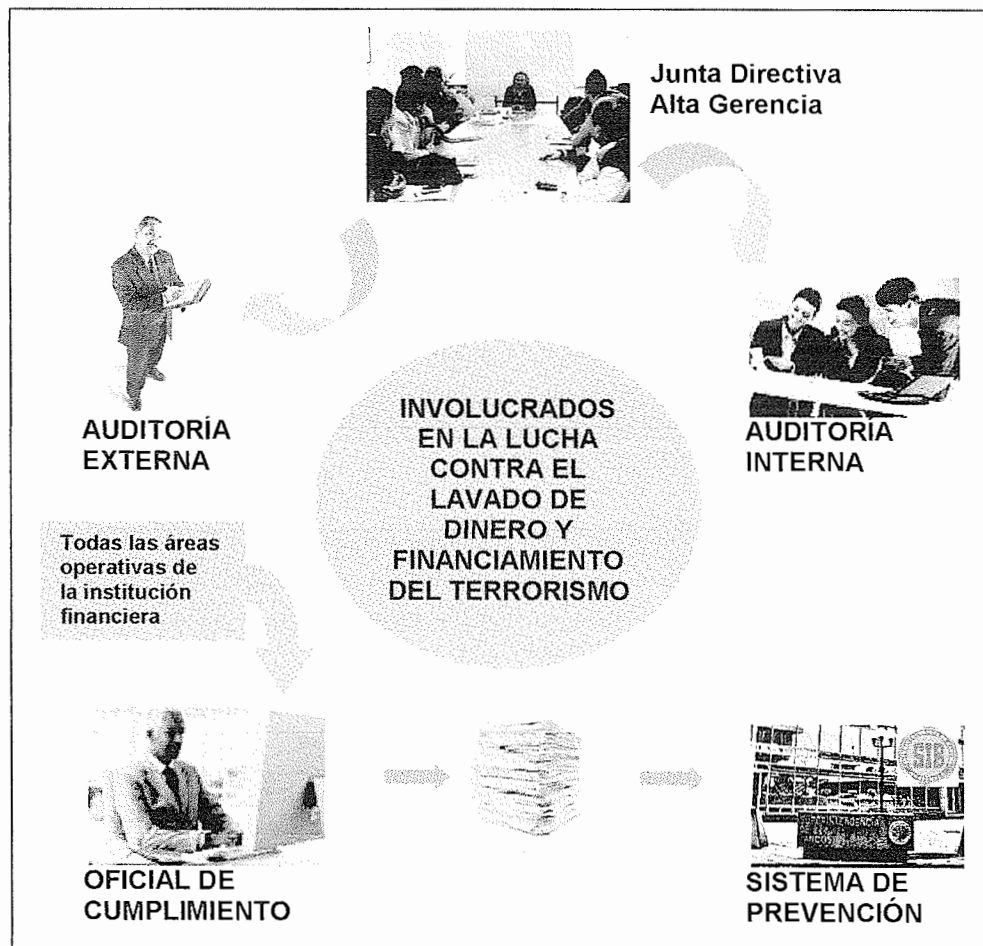 Junta Directiva
Alta Gerencia
AUDITORÍA
EXTERNA
AUDITORÍA
INTERNA
INVOLUCRADOS
EN LA LUCHA
CONTRA EL
LAVADO DE
DINERO Y
FINANCIAMIENTO
DEL TERRORISMO
Todas las áreas
operativas de
la institución
financiera
SIB
OFICIAL DE
CUMPLIMIENTO
SISTEMA DE
PREVENCIÓN